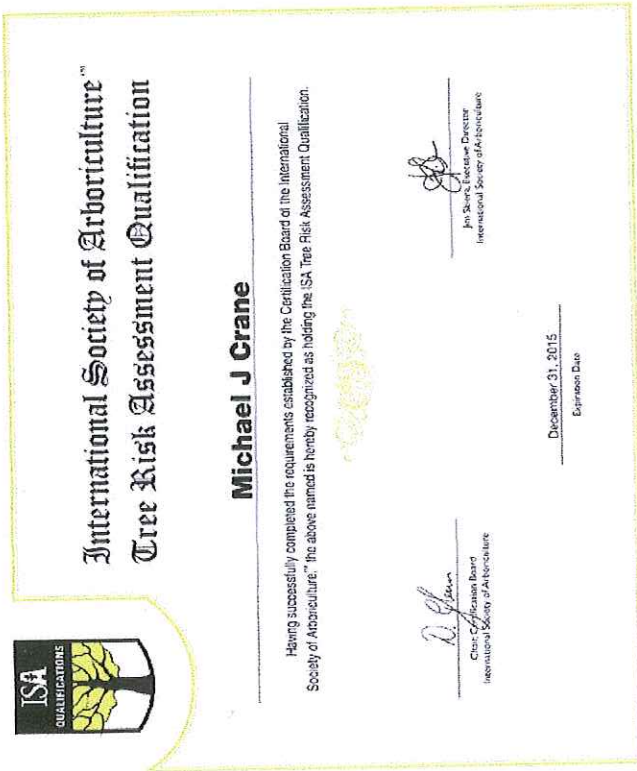 ISA
QUALIFICATIONS
International Society of Arboriculture™
Tree Risk Assessment Qualification
Michael J Crane
Having successfully completed the requirements established by the Certification Board of the International
Society of Arboriculture,™ the above named is hereby recognized as holding the ISA Tree Risk Assessment Qualification.
Chair, Certification Board
International Society of Arboriculture
Jim Skiera, Executive Director
International Society of Arboriculture
December 31, 2015
Expiration Date